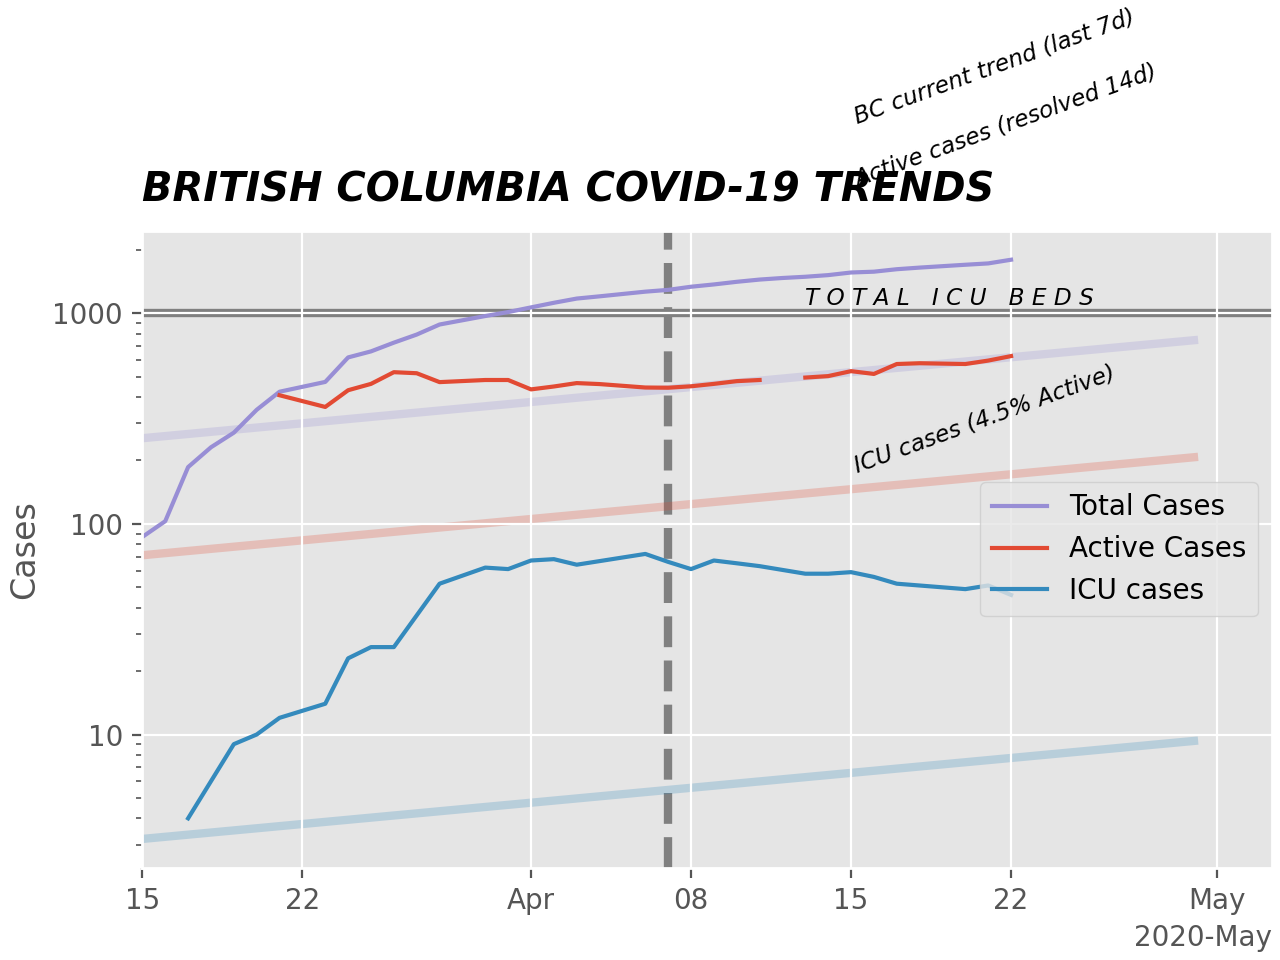 BC current trend (last 7d)
Active cases (resolved 14d)
BRITISH COLUMBIA COVID-19 TRENDS
TOTAL ICU BEDS
1000
ICU cases (4.5% Active)
Total Cases
100
Active Cases
ICU cases
Cases
10
15 22 Apr 08 15 22 May
2020-May